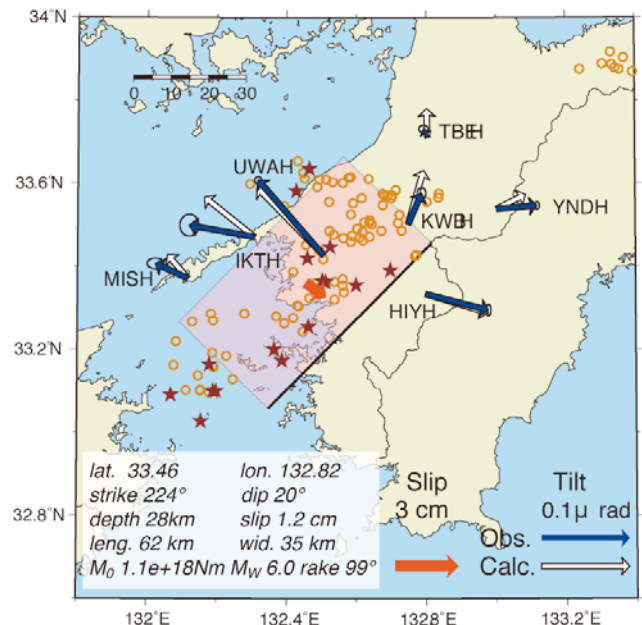 34°N
0 10 20 30
TBEH
UWAH
33.6°
YNDH
KWBH
IKTH
MISH
HIYH
33.2°
lat. 33.46 lon. 132.82
strike 224° dip 20°
depth 28km slip 1.2 cm
leng. 62 km wid. 35 km
M0 1.1e+18Nm MW 6.0 rake 99°
Slip
3 cm
Tilt
0.1μ rad
Obs.
Calc.
32.8°
132°E 132.4° 132.8° 133.2°